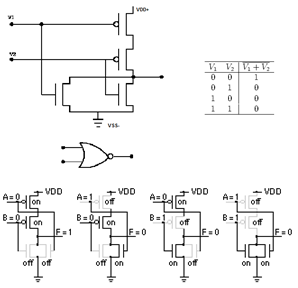 VDD+
V1
V2
VSS-
V₁ V₂ V₁ + V₂
0 0 1
0 1 0
1 0 0
1 1 0
VDD VDD VDD VDD
A=0 on A=1 off A=0 on A=1 off
B=0 on B=0 on B=1 off B=1 off
F=1 F=0 F=0 F=0
off off off on on off on on